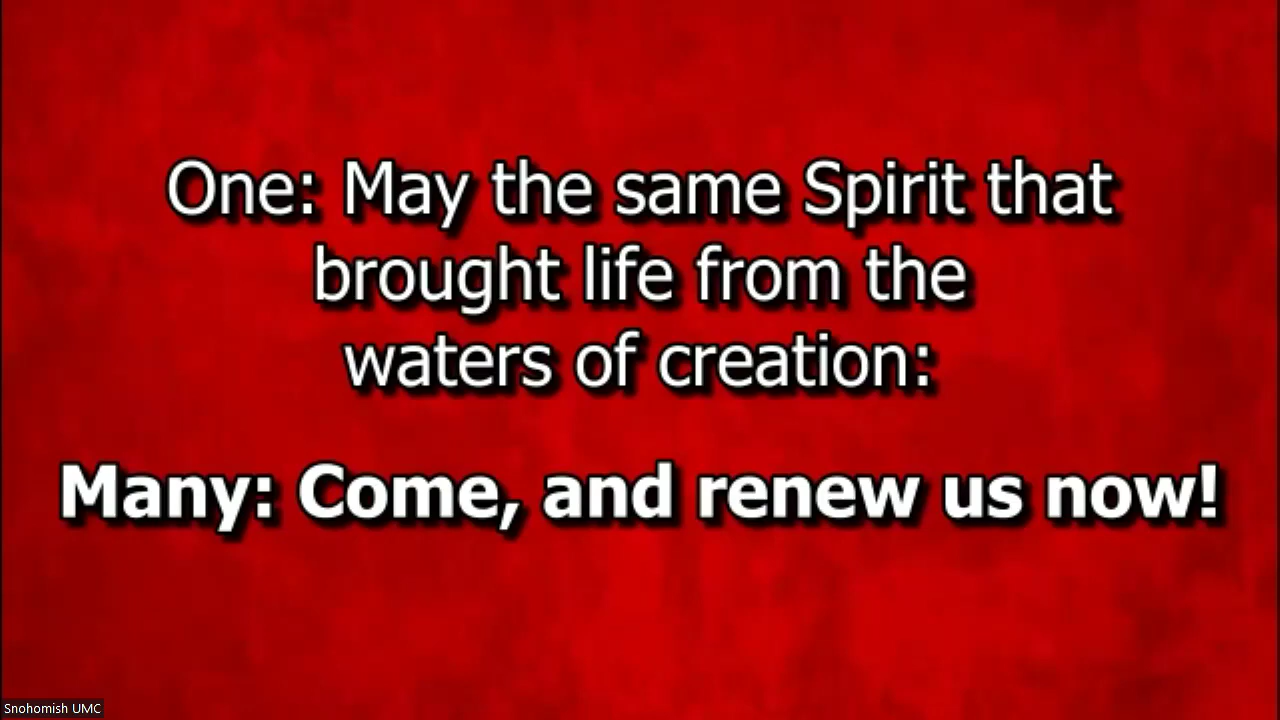 One: May the same Spirit that
brought life from the
waters of creation:
Many: Come, and renew us now!
Snohomish UMC